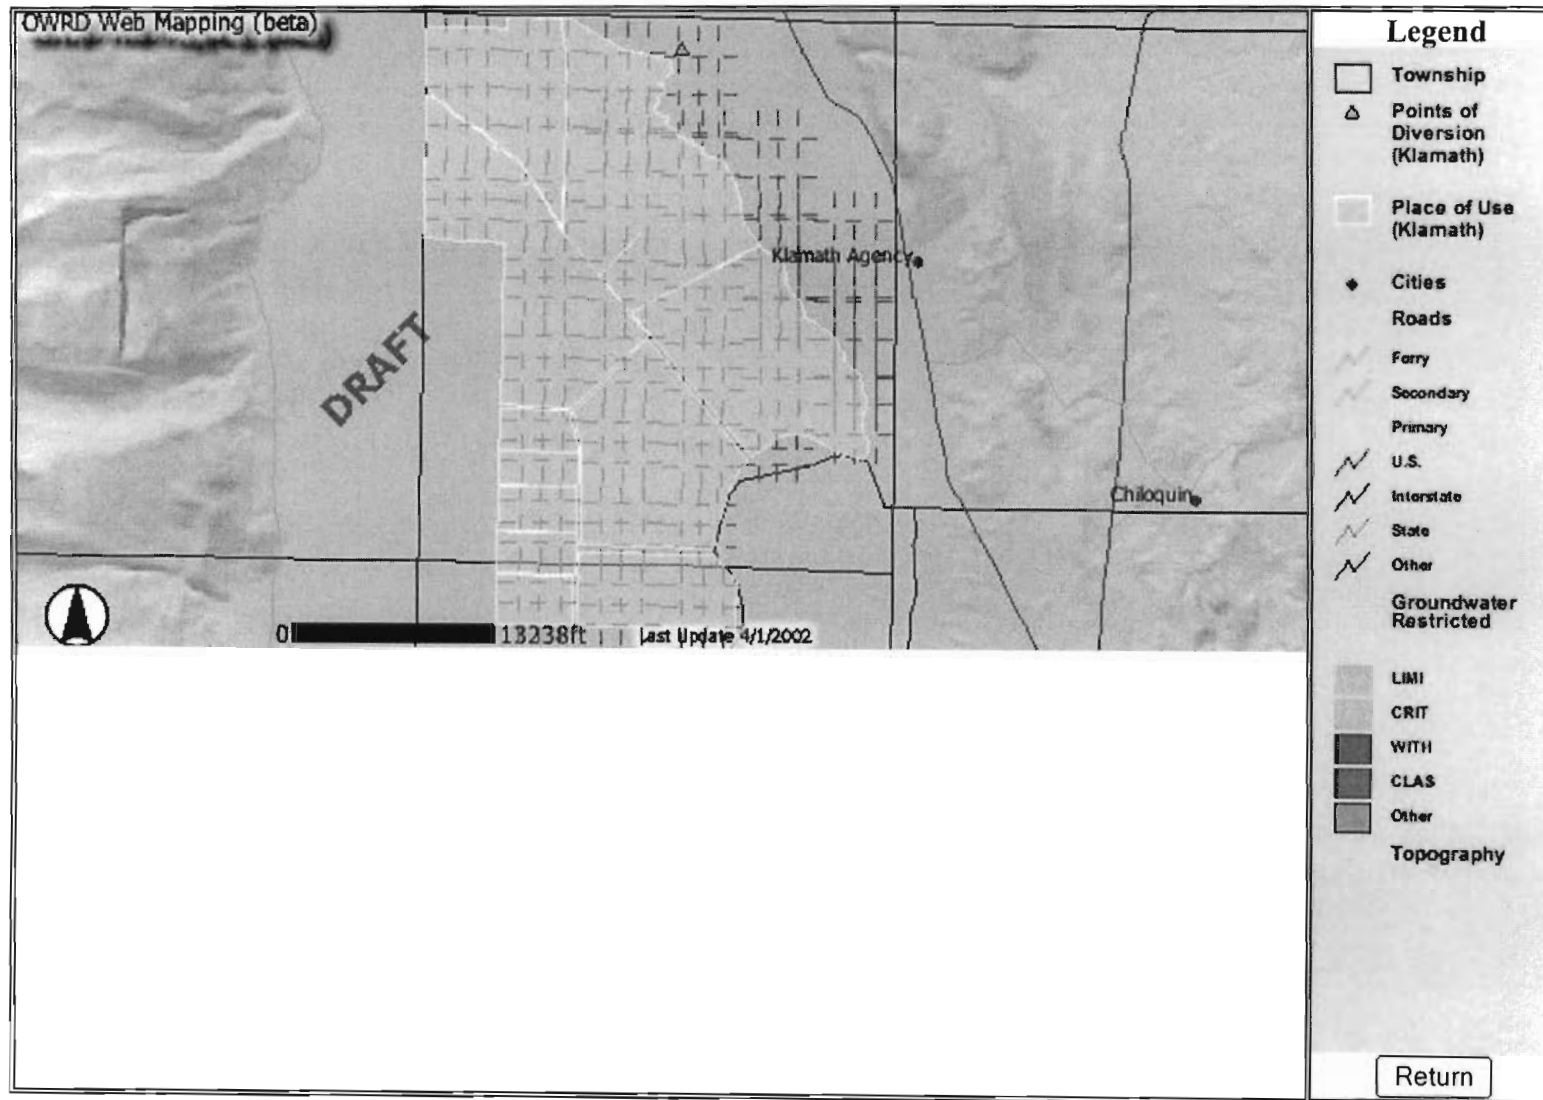 OWRD Web Mapping (beta)
Klamath Agency
DRAFT
Chiloquin
0 13238ft Last Update 4/1/2002
Legend
Township
Points of
Diversion
(Klamath)
Place of Use
(Klamath)
Cities
Roads
Ferry
Secondary
Primary
U.S.
Interstate
State
Other
Groundwater
Restricted
LIMI
CRIT
WITH
CLAS
Other
Topography
Return